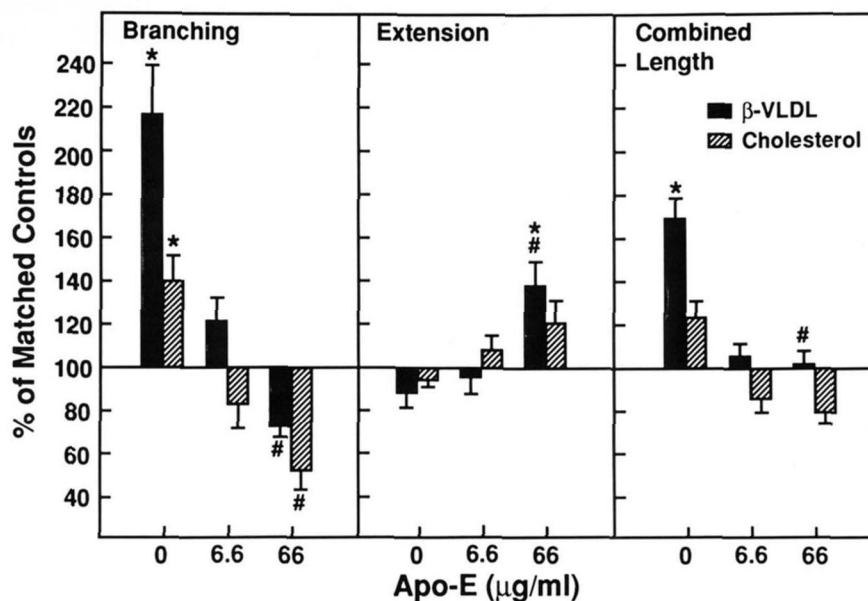 Branching
Extension
Combined
Length
β-VLDL
Cholesterol
% of Matched Controls
240
220
200
180
160
140
120
100
80
60
40
*
*
#
#
*
#
*
#
0 6.6 66
0 6.6 66
0 6.6 66
Apo-E (μg/ml)